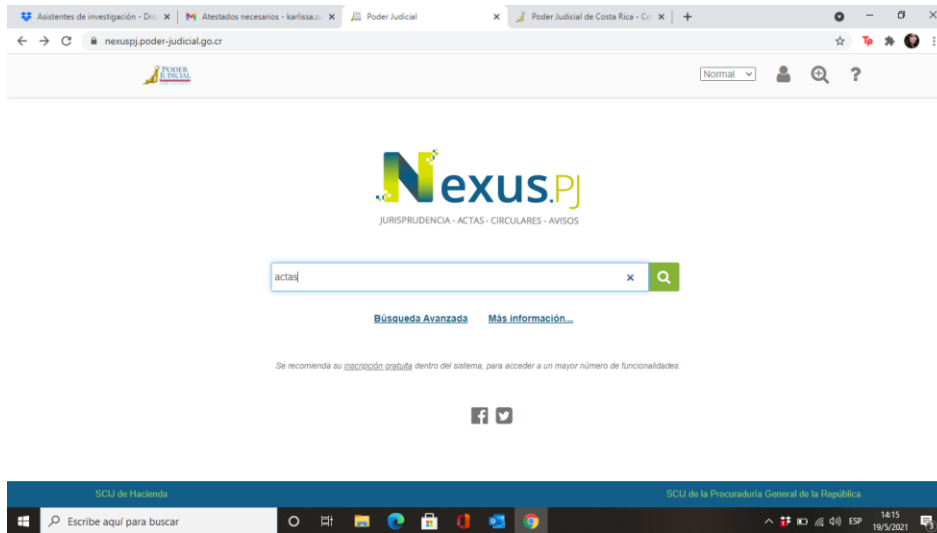 Asistentes de investigación - Dro
Atestados necesarios - karlissa.zu
Poder Judicial
Poder Judicial de Costa Rica - Co
nexuspj.poder-judicial.go.cr
Tp
PODER
JUDICIAL
Normal
?
Nexus.PJ
JURISPRUDENCIA - ACTAS - CIRCULARES - AVISOS
actas
Búsqueda Avanzada Más información...
Se recomienda su inscripción gratuita dentro del sistema, para acceder a un mayor número de funcionalidades.
SCIJ de Hacienda SCIJ de la Procuraduría General de la República
Escribe aquí para buscar
ESP
14:15
19/5/2021